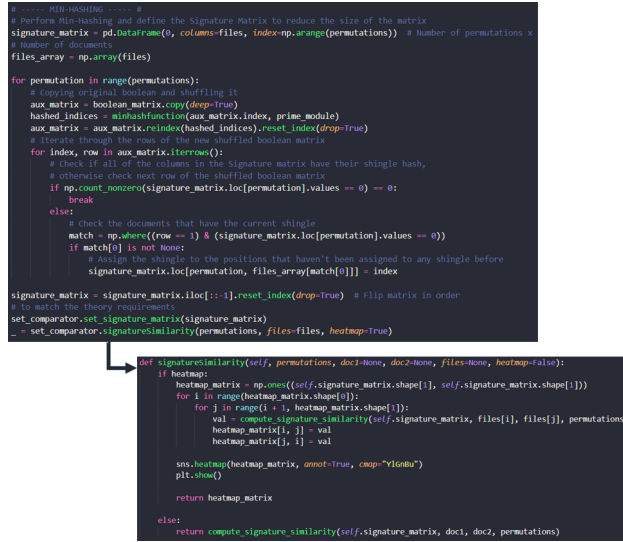 # ----- MIN-HASHING ----- #
# Perform Min-Hashing and define the Signature Matrix to reduce the size of the matrix
signature_matrix = pd.DataFrame(0, columns=files, index=np.arange(permutations))  # Number of permutations x
# Number of documents
files_array = np.array(files)
for permutation in range(permutations):
# Copying original boolean and shuffling it
aux_matrix = boolean_matrix.copy(deep=True)
hashed_indices = minhashfunction(aux_matrix.index, prime_module)
aux_matrix = aux_matrix.reindex(hashed_indices).reset_index(drop=True)
# Iterate through the rows of the new shuffled boolean matrix
for index, row in aux_matrix.iterrows():
# Check if all of the columns in the Signature matrix have their shingle hash,
# otherwise check next row of the shuffled boolean matrix
if np.count_nonzero(signature_matrix.loc[permutation].values == 0) == 0:
break
else:
# Check the documents that have the current shingle
match = np.where((row == 1) & (signature_matrix.loc[permutation].values == 0))
if match[0] is not None:
# Assign the shingle to the positions that haven't been assigned to any shingle before
signature_matrix.loc[permutation, files_array[match[0]]] = index
signature_matrix = signature_matrix.iloc[::-1].reset_index(drop=True)  # Flip matrix in order
# to match the theory requirements
set_comparator.set_signature_matrix(signature_matrix)
_ = set_comparator.signatureSimilarity(permutations, files=files, heatmap=True)
def signatureSimilarity(self, permutations, doc1=None, doc2=None, files=None, heatmap=False):
if heatmap:
heatmap_matrix = np.ones((self.signature_matrix.shape[1], self.signature_matrix.shape[1]))
for i in range(heatmap_matrix.shape[0]):
for j in range(i + 1, heatmap_matrix.shape[1]):
val = compute_signature_similarity(self.signature_matrix, files[i], files[j], permutations
heatmap_matrix[i, j] = val
heatmap_matrix[j, i] = val
sns.heatmap(heatmap_matrix, annot=True, cmap="YlGnBu")
plt.show()
return heatmap_matrix
else:
return compute_signature_similarity(self.signature_matrix, doc1, doc2, permutations)